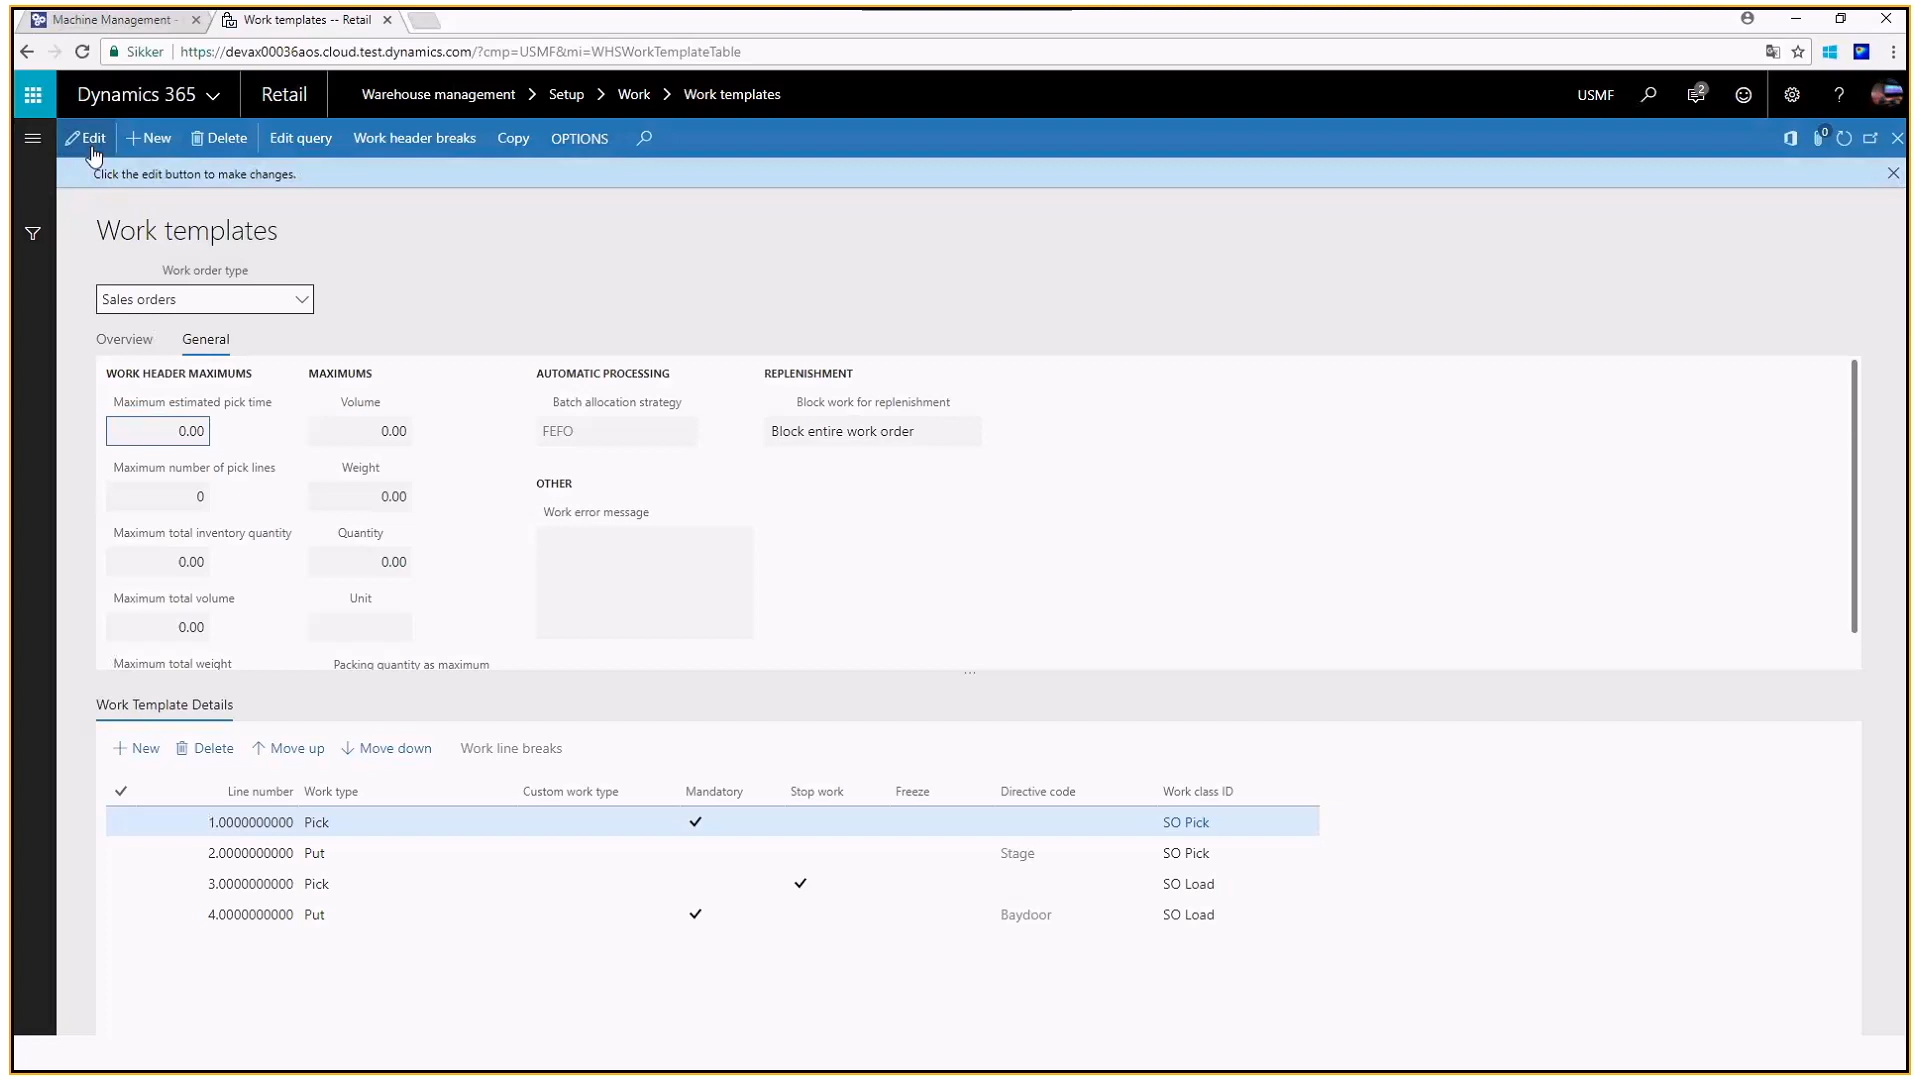 Machine Management -
Work templates -- Retail
Sikker
https://devax00036aos.cloud.test.dynamics.com/?cmp=USMF&mi=WHSWorkTemplateTable
Dynamics 365
Retail
Warehouse management > Setup > Work > Work templates
USMF
2
?
Edit
New
Delete
Edit query
Work header breaks
Copy
OPTIONS
0
Click the edit button to make changes.
Work templates
Work order type
Sales orders
Overview
General
WORK HEADER MAXIMUMS
Maximum estimated pick time
0.00
Maximum number of pick lines
0
Maximum total inventory quantity
0.00
Maximum total volume
0.00
Maximum total weight
MAXIMUMS
Volume
0.00
Weight
0.00
Quantity
0.00
Unit
Packing quantity as maximum
AUTOMATIC PROCESSING
Batch allocation strategy
FEFO
OTHER
Work error message
REPLENISHMENT
Block work for replenishment
Block entire work order
...
Work Template Details
New Delete Move up Move down Work line breaks
Line number Work type Custom work type Mandatory Stop work Freeze Directive code Work class ID
1.0000000000 Pick ✓ SO Pick
2.0000000000 Put Stage SO Pick
3.0000000000 Pick ✓ SO Load
4.0000000000 Put ✓ Baydoor SO Load